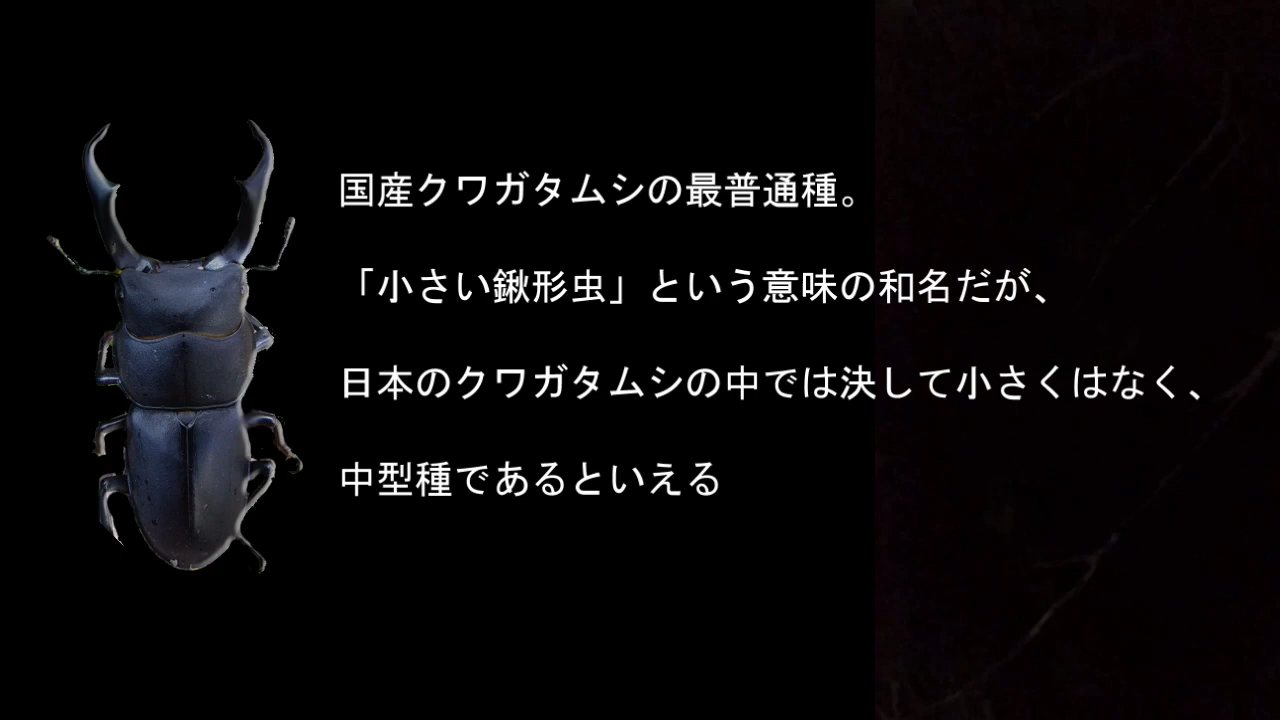 国産クワガタムシの最普通種。
「小さい鍬形虫」という意味の和名だが、
日本のクワガタムシの中では決して小さくはなく、
中型種であるといえる